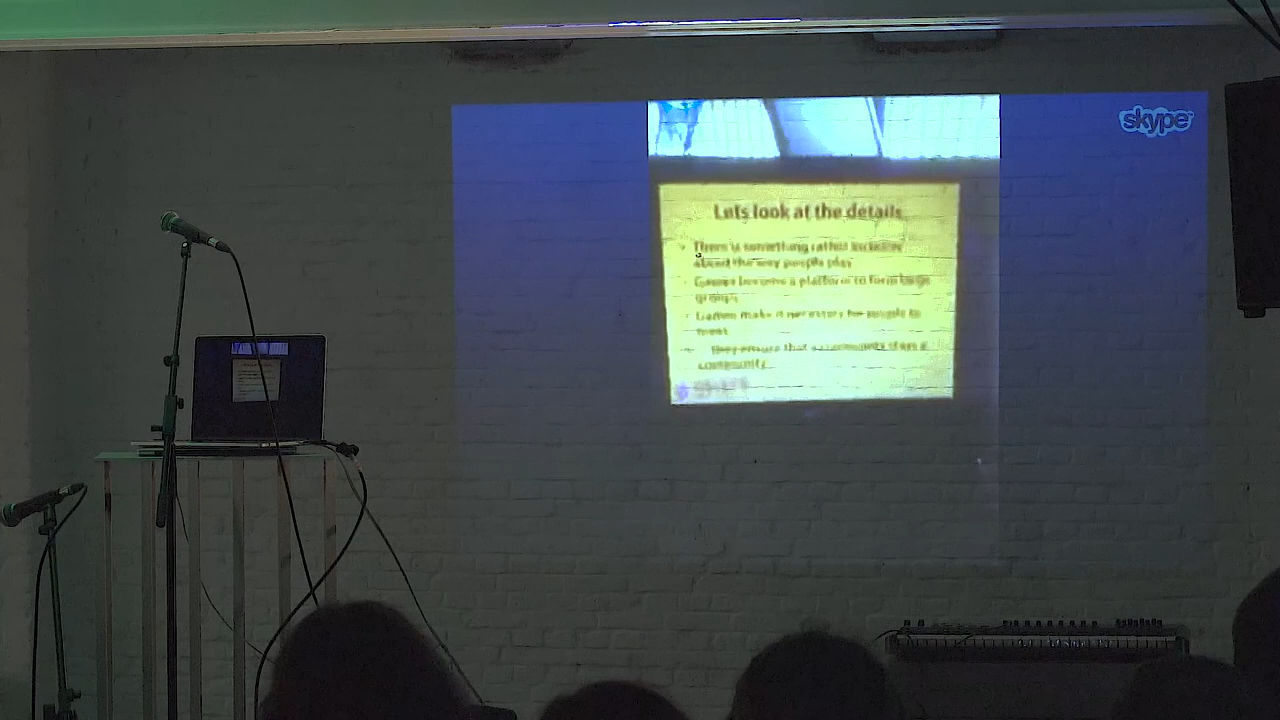 skype
Lets look at the details
There is something rather
about the way people play
Games become a platform to form large
groups
Games make it necessary for people to
meet
They ensure that a community stays a
community